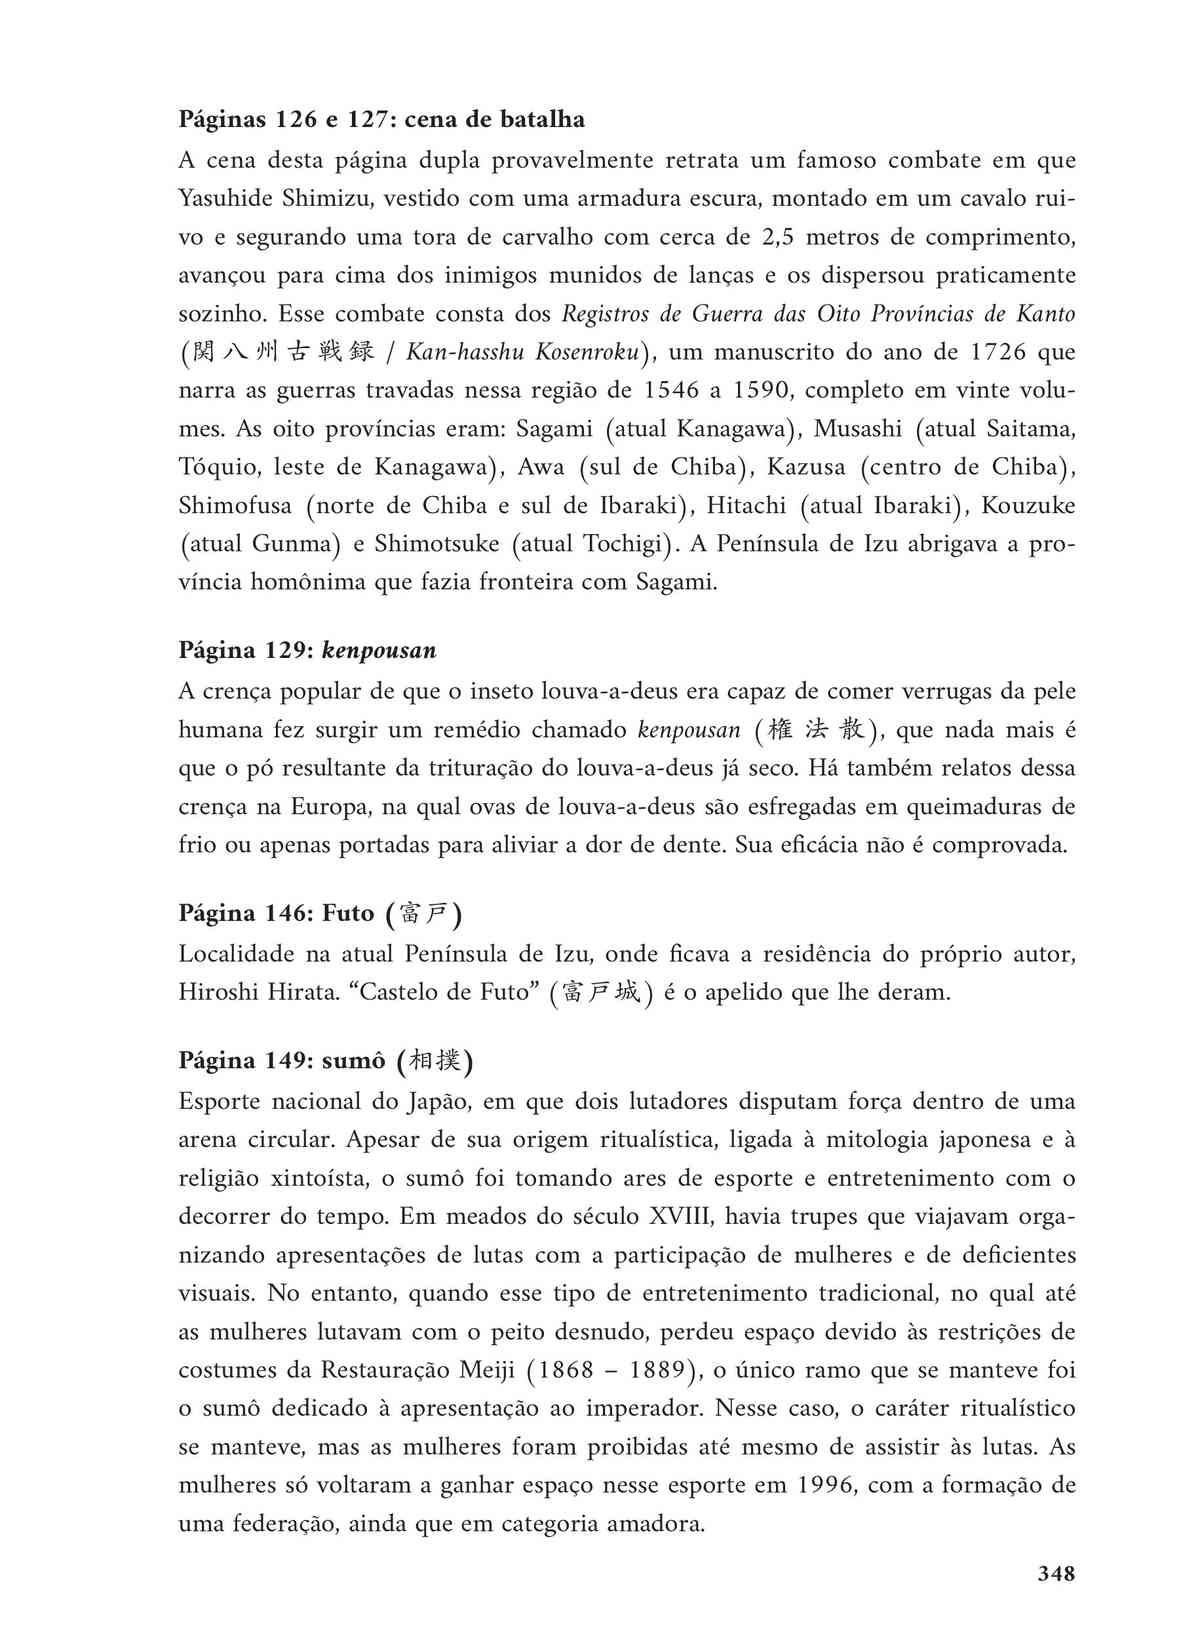 Páginas 126 e 127: cena de batalha
A cena desta página dupla provavelmente retrata um famoso combate em que
Yasuhide Shimizu, vestido com uma armadura escura, montado em um cavalo rui-
vo e segurando uma tora de carvalho com cerca de 2,5 metros de comprimento,
avançou para cima dos inimigos munidos de lanças e os dispersou praticamente
sozinho. Esse combate consta dos Registros de Guerra das Oito Províncias de Kanto
(関八州古戦録 / Kan-hasshu Kosenroku), um manuscrito do ano de 1726 que
narra as guerras travadas nessa região de 1546 a 1590, completo em vinte volu-
mes. As oito províncias eram: Sagami (atual Kanagawa), Musashi (atual Saitama,
Tóquio, leste de Kanagawa), Awa (sul de Chiba), Kazusa (centro de Chiba),
Shimofusa (norte de Chiba e sul de Ibaraki), Hitachi (atual Ibaraki), Kouzuke
(atual Gunma) e Shimotsuke (atual Tochigi). A Península de Izu abrigava a pro-
víncia homônima que fazia fronteira com Sagami.
Página 129: kenpousan
A crença popular de que o inseto louva-a-deus era capaz de comer verrugas da pele
humana fez surgir um remédio chamado kenpousan (権法散), que nada mais é
que o pó resultante da trituração do louva-a-deus já seco. Há também relatos dessa
crença na Europa, na qual ovas de louva-a-deus são esfregadas em queimaduras de
frio ou apenas portadas para aliviar a dor de dente. Sua eficácia não é comprovada.
Página 146: Futo (富戸)
Localidade na atual Península de Izu, onde ficava a residência do próprio autor,
Hiroshi Hirata. “Castelo de Futo” (富戸城) é o apelido que lhe deram.
Página 149: sumô (相撲)
Esporte nacional do Japão, em que dois lutadores disputam força dentro de uma
arena circular. Apesar de sua origem ritualística, ligada à mitologia japonesa e à
religião xintoísta, o sumô foi tomando ares de esporte e entretenimento com o
decorrer do tempo. Em meados do século XVIII, havia trupes que viajavam orga-
nizando apresentações de lutas com a participação de mulheres e de deficientes
visuais. No entanto, quando esse tipo de entretenimento tradicional, no qual até
as mulheres lutavam com o peito desnudo, perdeu espaço devido às restrições de
costumes da Restauração Meiji (1868 – 1889), o único ramo que se manteve foi
o sumô dedicado à apresentação ao imperador. Nesse caso, o caráter ritualístico
se manteve, mas as mulheres foram proibidas até mesmo de assistir às lutas. As
mulheres só voltaram a ganhar espaço nesse esporte em 1996, com a formação de
uma federação, ainda que em categoria amadora.
348